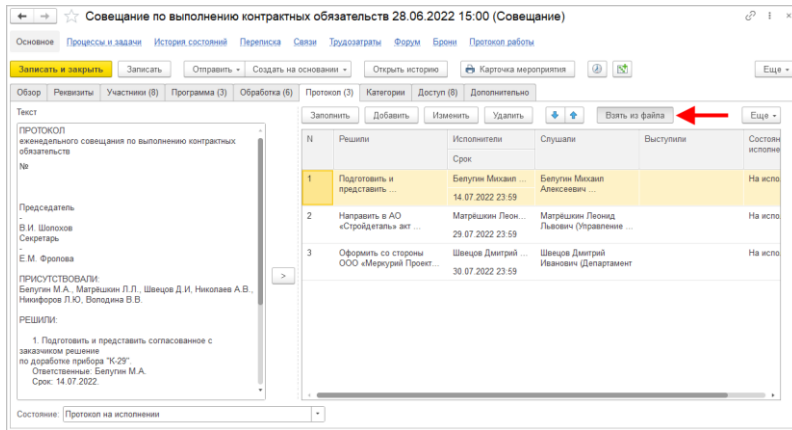 Совещание по выполнению контрактных обязательств 28.06.2022 15:00 (Совещание)
Основное Процессы и задачи История состояний Переписка Связи Трудозатраты Форум Брони Протокол работы
Записать и закрыть Записать Отправить Создать на основании Открыть историю Карточка мероприятия Еще
Обзор Реквизиты Участники (8) Программа (3) Обработка (6) Протокол (3) Категории Доступ (8) Дополнительно
Текст
ПРОТОКОЛ
еженедельного совещания по выполнению контрактных
обязательств
№
Председатель
-
В.И. Шолохов
Секретарь
-
Е.М. Фролова
ПРИСУТСТВОВАЛИ:
Белугин М.А., Матрёшкин Л.Л., Швецов Д.И, Николаев А.В.,
Никифоров Л.Ю, Володина В.В.
РЕШИЛИ:
1. Подготовить и представить согласованное с
заказчиком решение
по доработке прибора "К-29".
Ответственные: Белугин М.А.
Срок: 14.07.2022.
>
Заполнить Добавить Изменить Удалить Взять из файла Еще
N Решили Исполнители Слушали Выступили Состоян
Срок исполне
1 Подготовить и Белугин Михаил ... Белугин Михаил На испо
представить ... Алексеевич ...
14.07.2022 23:59
2 Направить в АО Матрёшкин Леон... Матрёшкин Леонид На испо
«Стройдеталь» акт ... Львович (Управление ...
29.07.2022 23:59
3 Оформить со стороны Швецов Дмитрий ... Швецов Дмитрий На испо
ООО «Меркурий Проект... Иванович (Департамент
30.07.2022 23:59
Состояние: Протокол на исполнении